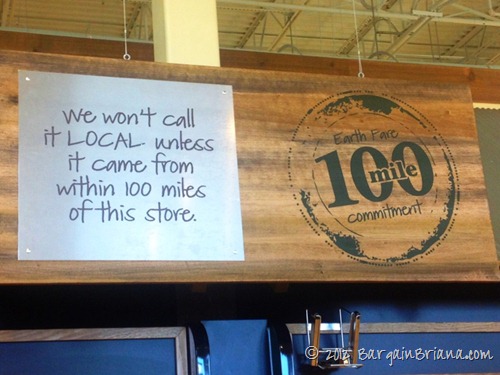 we won't call
it LOCAL unless
it came from
within 100 miles
of this store.
Earth Fare
100
mile
commitment
© 2012 BargainBriana.com